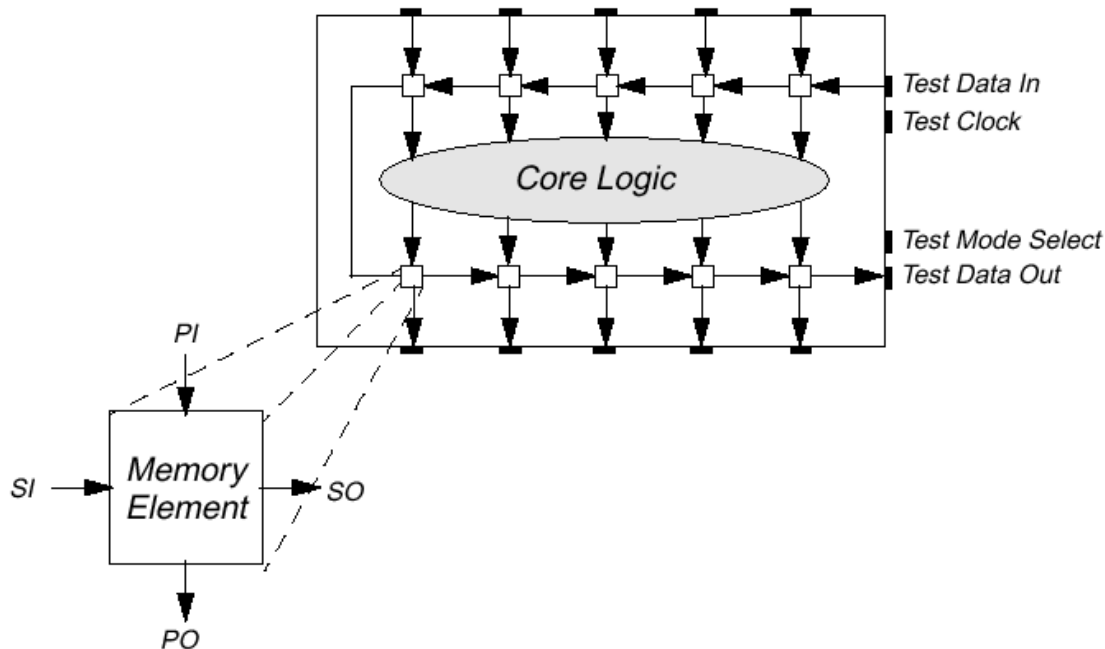 Test Data In
Test Clock
Core Logic
Test Mode Select
Test Data Out
PI
Memory
Element
SI
SO
PO